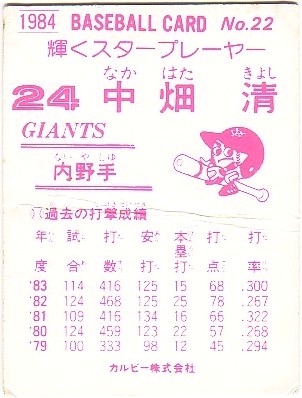 1984 BASEBALL CARD No.22
輝くスタープレーヤー
なか はた きよし
24 中畑 清
GIANTS
ないやしゅ
内野手
過去の打撃成績
年度 試合 打数 安打 本塁打 打点 打率
'83 114 416 125 15 68 .300
'82 124 468 125 25 78 .267
'81 109 416 134 16 66 .322
'80 124 459 123 22 57 .268
'79 100 333 98 12 45 .294
カルビー株式会社